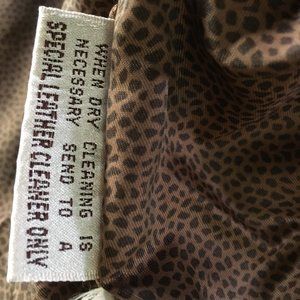 WHEN DRY
CLEANING IS
NECESSARY
SEND TO A
SPECIAL LEATHER CLEANER ONLY